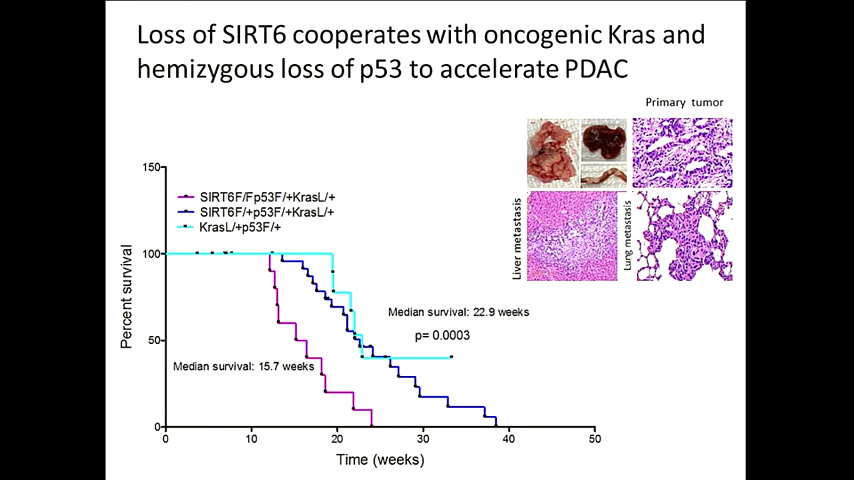 Loss of SIRT6 cooperates with oncogenic Kras and
hemizygous loss of p53 to accelerate PDAC
Primary tumor
Liver metastasis
Lung metastasis
150
100
50
0
Percent survival
SIRT6F/Fp53F/+KrasL/+
SIRT6F/+p53F/+KrasL/+
KrasL/+p53F/+
Median survival: 22.9 weeks
p= 0.0003
Median survival: 15.7 weeks
0
10
20
30
40
50
Time (weeks)